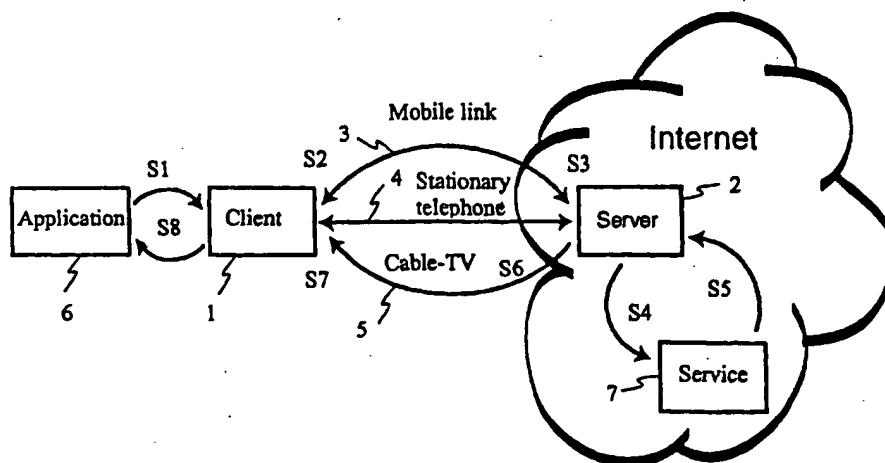 Mobile link
Internet
3
S1
S2
S3
4
Stationary
telephone
2
Application
Client
Server
S8
S7
Cable-TV
S6
S5
6
1
5
S4
7
Service